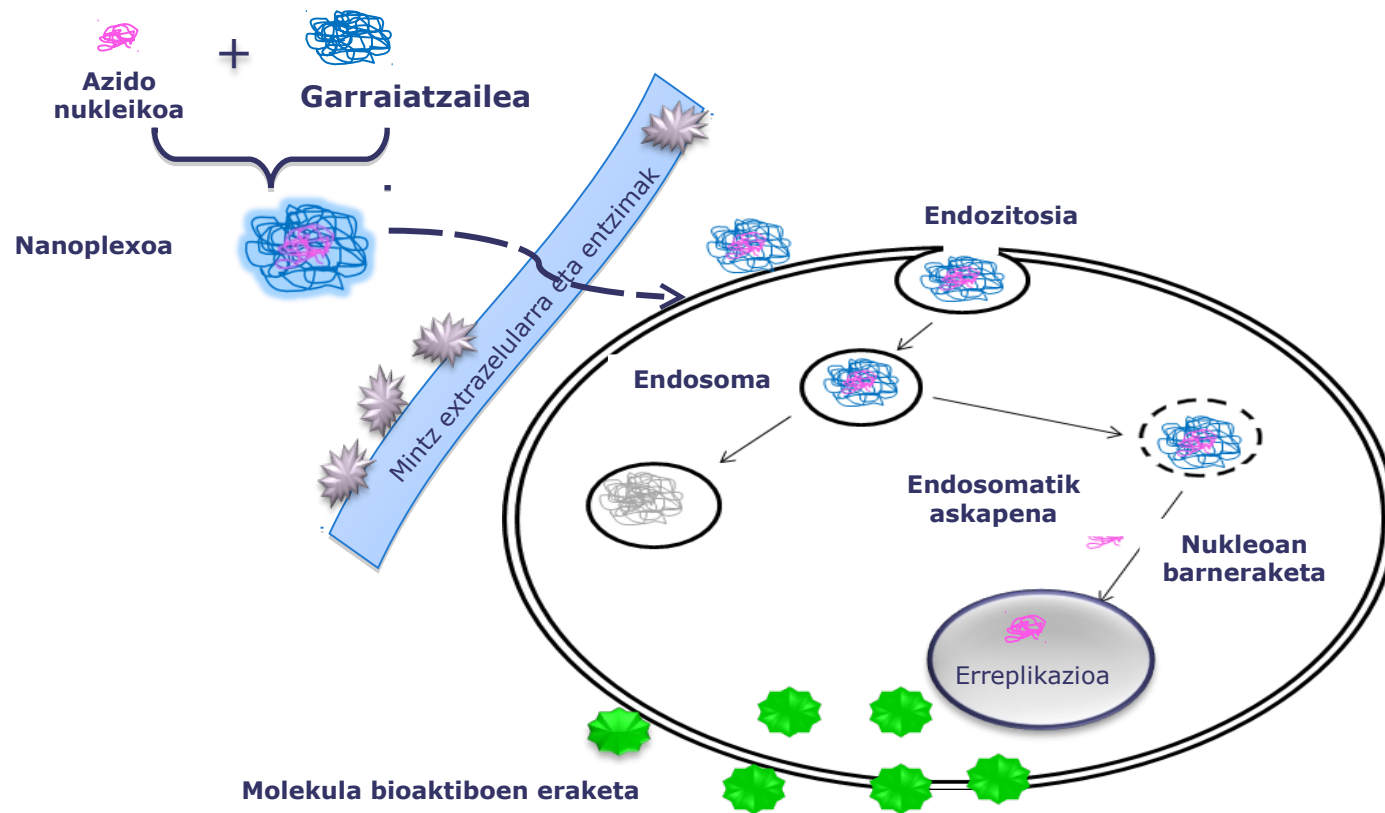 +
Azido
nukleikoa
Garraiatzailea
Nanoplexoa
Mintz extrazelularra eta entzimak
Endozitosia
Endosoma
Endosomatik
askapena
Nukleoan
barneraketa
Erreplikazioa
Molekula bioaktiboen eraketa